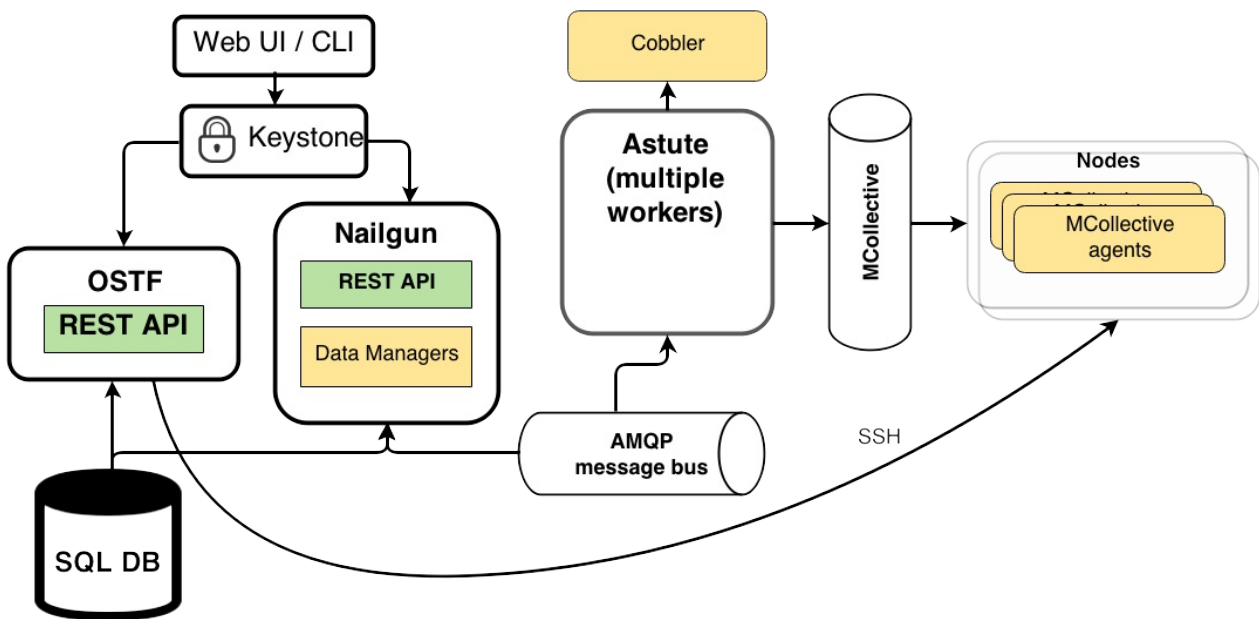 Web UI / CLI
Keystone
OSTF
REST API
Nailgun
REST API
Data Managers
SQL DB
Cobbler
Astute
(multiple
workers)
AMQP
message bus
MCollective
Nodes
MCollective
agents
SSH